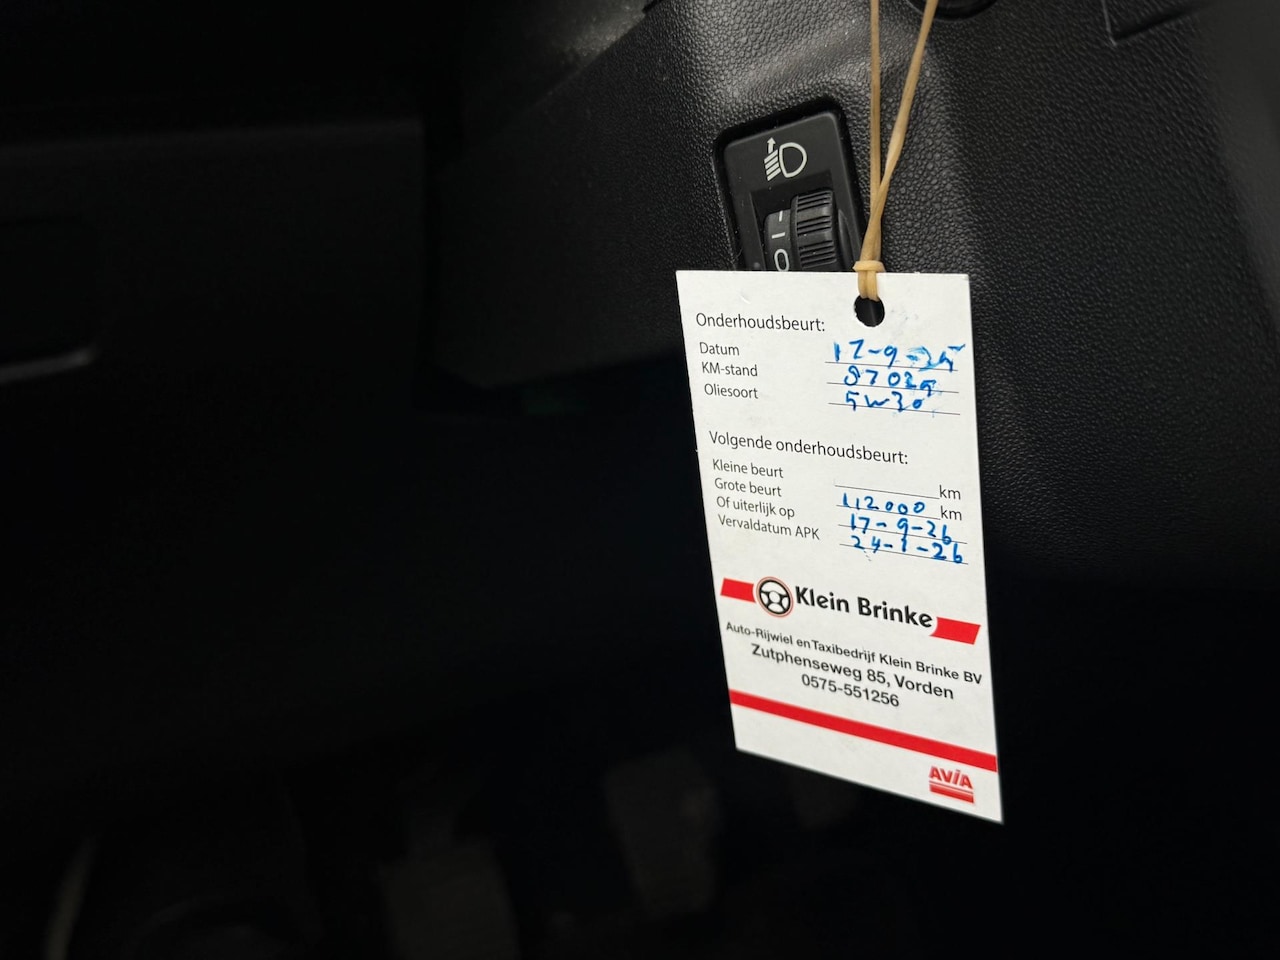 0
Onderhoudsbeurt:
Datum 17-9-25
KM-stand 8702
Oliesoort 5W30
Volgende onderhoudsbeurt:
Kleine beurt km
Grote beurt 112000 km
Of uiterlijk op 17-9-26
Vervaldatum APK 24-1-26
Klein Brinke
Auto-Rijwiel en Taxibedrijf Klein Brinke BV
Zutphenseweg 85, Vorden
0575-551256
AVIA